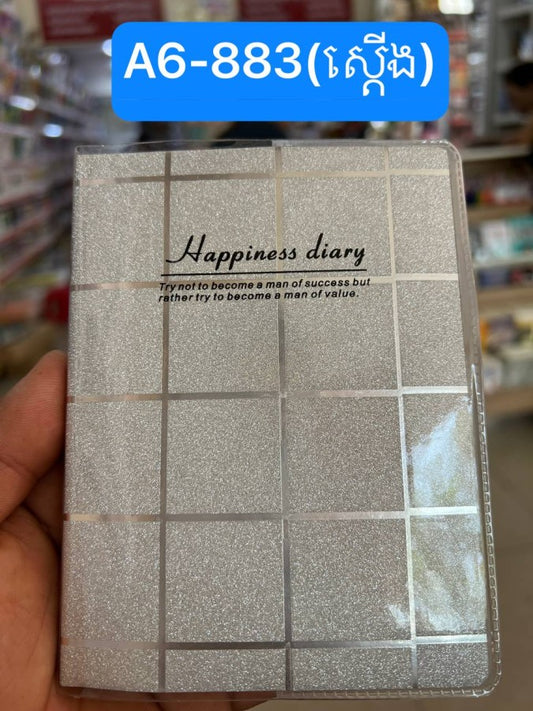 A6-883(ស្តើង)
Happiness diary
Try not to become a man of success but
rather try to become a man of value.